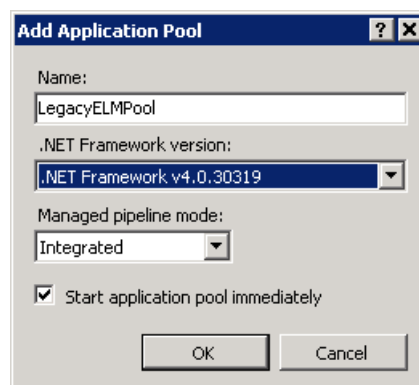 Add Application Pool
Name:
LegacyELMPool
.NET Framework version:
.NET Framework v4.0.30319
Managed pipeline mode:
Integrated
Start application pool immediately
OK Cancel